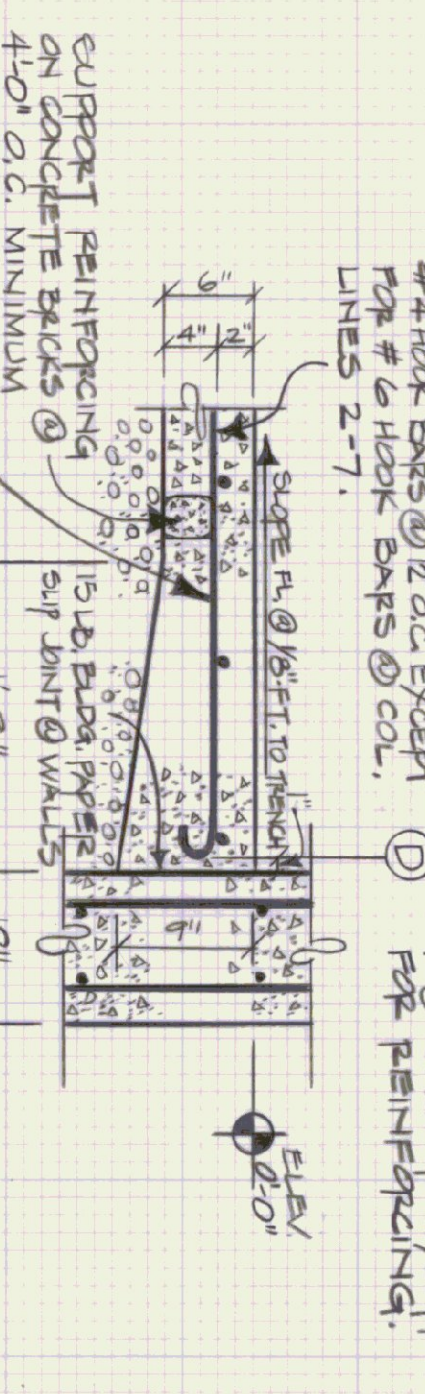 #4 HOOK BARS @ 12 O.C. EXCEPT
FOR #6 HOOK BARS @ COL.
LINES 2-7.
D
FOR REINFORCING.
6"
4"
2"
SLOPE FL. @ 1/8"·FT. TO TRENCH
1"
9"
ELEV
0'-0"
SUPPORT REINFORCING
ON CONCRETE BRICKS @
4'-0" O.C. MINIMUM
15 LB. BLDG. PAPER
SLIP JOINT @ WALLS